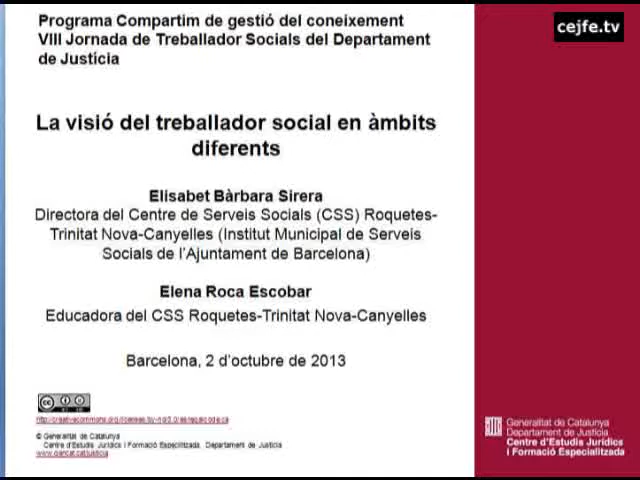 Programa Compartim de gestió del coneixement
cejfe.tv
VIII Jornada de Treballador Socials del Departament
de Justícia
La visió del treballador social en àmbits
diferents
Elisabet Bàrbara Sirera
Directora del Centre de Serveis Socials (CSS) Roquetes-
Trinitat Nova-Canyelles (Institut Municipal de Serveis
Socials de l'Ajuntament de Barcelona)
Elena Roca Escobar
Educadora del CSS Roquetes-Trinitat Nova-Canyelles
Barcelona, 2 d'octubre de 2013
© Generalitat de Catalunya
Centre d'Estudis Jurídics i Formació Especialitzada. Departament de Justícia
www.gencat.cat/justicia
Generalitat de Catalunya
Departament de Justícia
Centre d'Estudis Jurídics
i Formació Especialitzada